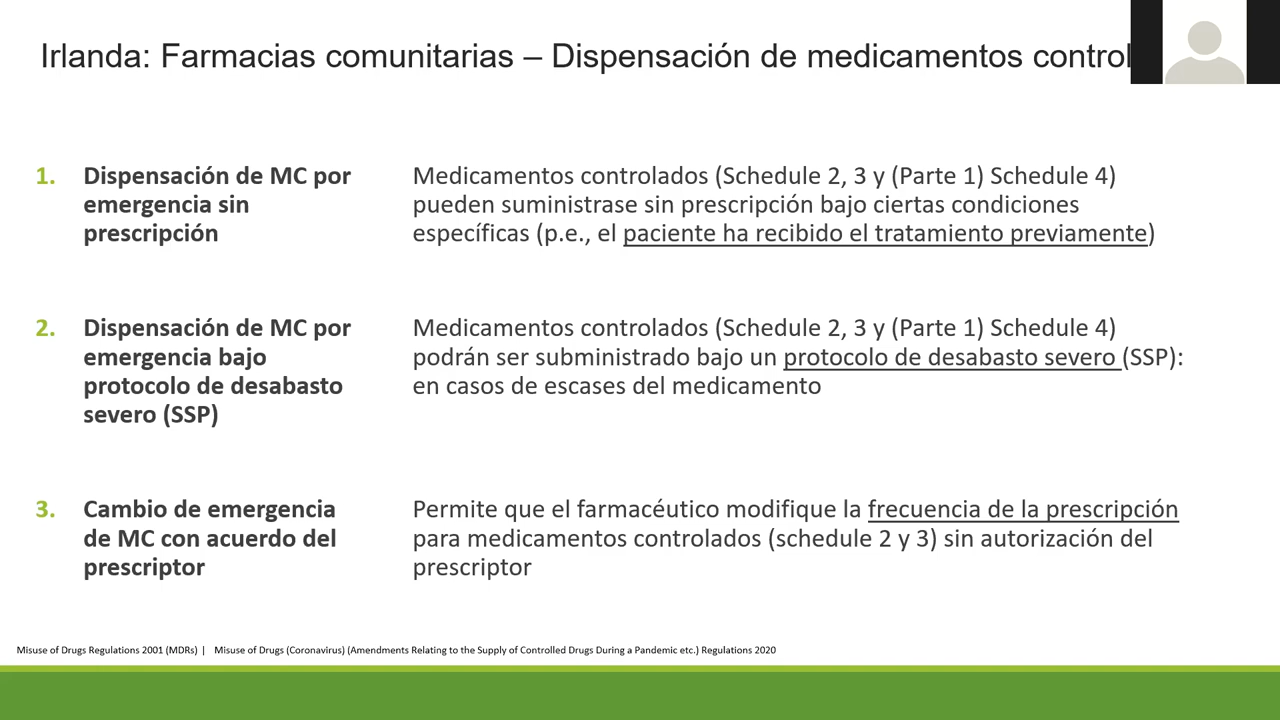 Irlanda: Farmacias comunitarias – Dispensación de medicamentos control
1. Dispensación de MC por
emergencia sin
prescripción
Medicamentos controlados (Schedule 2, 3 y (Parte 1) Schedule 4)
pueden suministrase sin prescripción bajo ciertas condiciones
específicas (p.e., el paciente ha recibido el tratamiento previamente)
2. Dispensación de MC por
emergencia bajo
protocolo de desabasto
severo (SSP)
Medicamentos controlados (Schedule 2, 3 y (Parte 1) Schedule 4)
podrán ser subministrado bajo un protocolo de desabasto severo (SSP):
en casos de escases del medicamento
3. Cambio de emergencia
de MC con acuerdo del
prescriptor
Permite que el farmacéutico modifique la frecuencia de la prescripción
para medicamentos controlados (schedule 2 y 3) sin autorización del
prescriptor
Misuse of Drugs Regulations 2001 (MDRs) | Misuse of Drugs (Coronavirus) (Amendments Relating to the Supply of Controlled Drugs During a Pandemic etc.) Regulations 2020